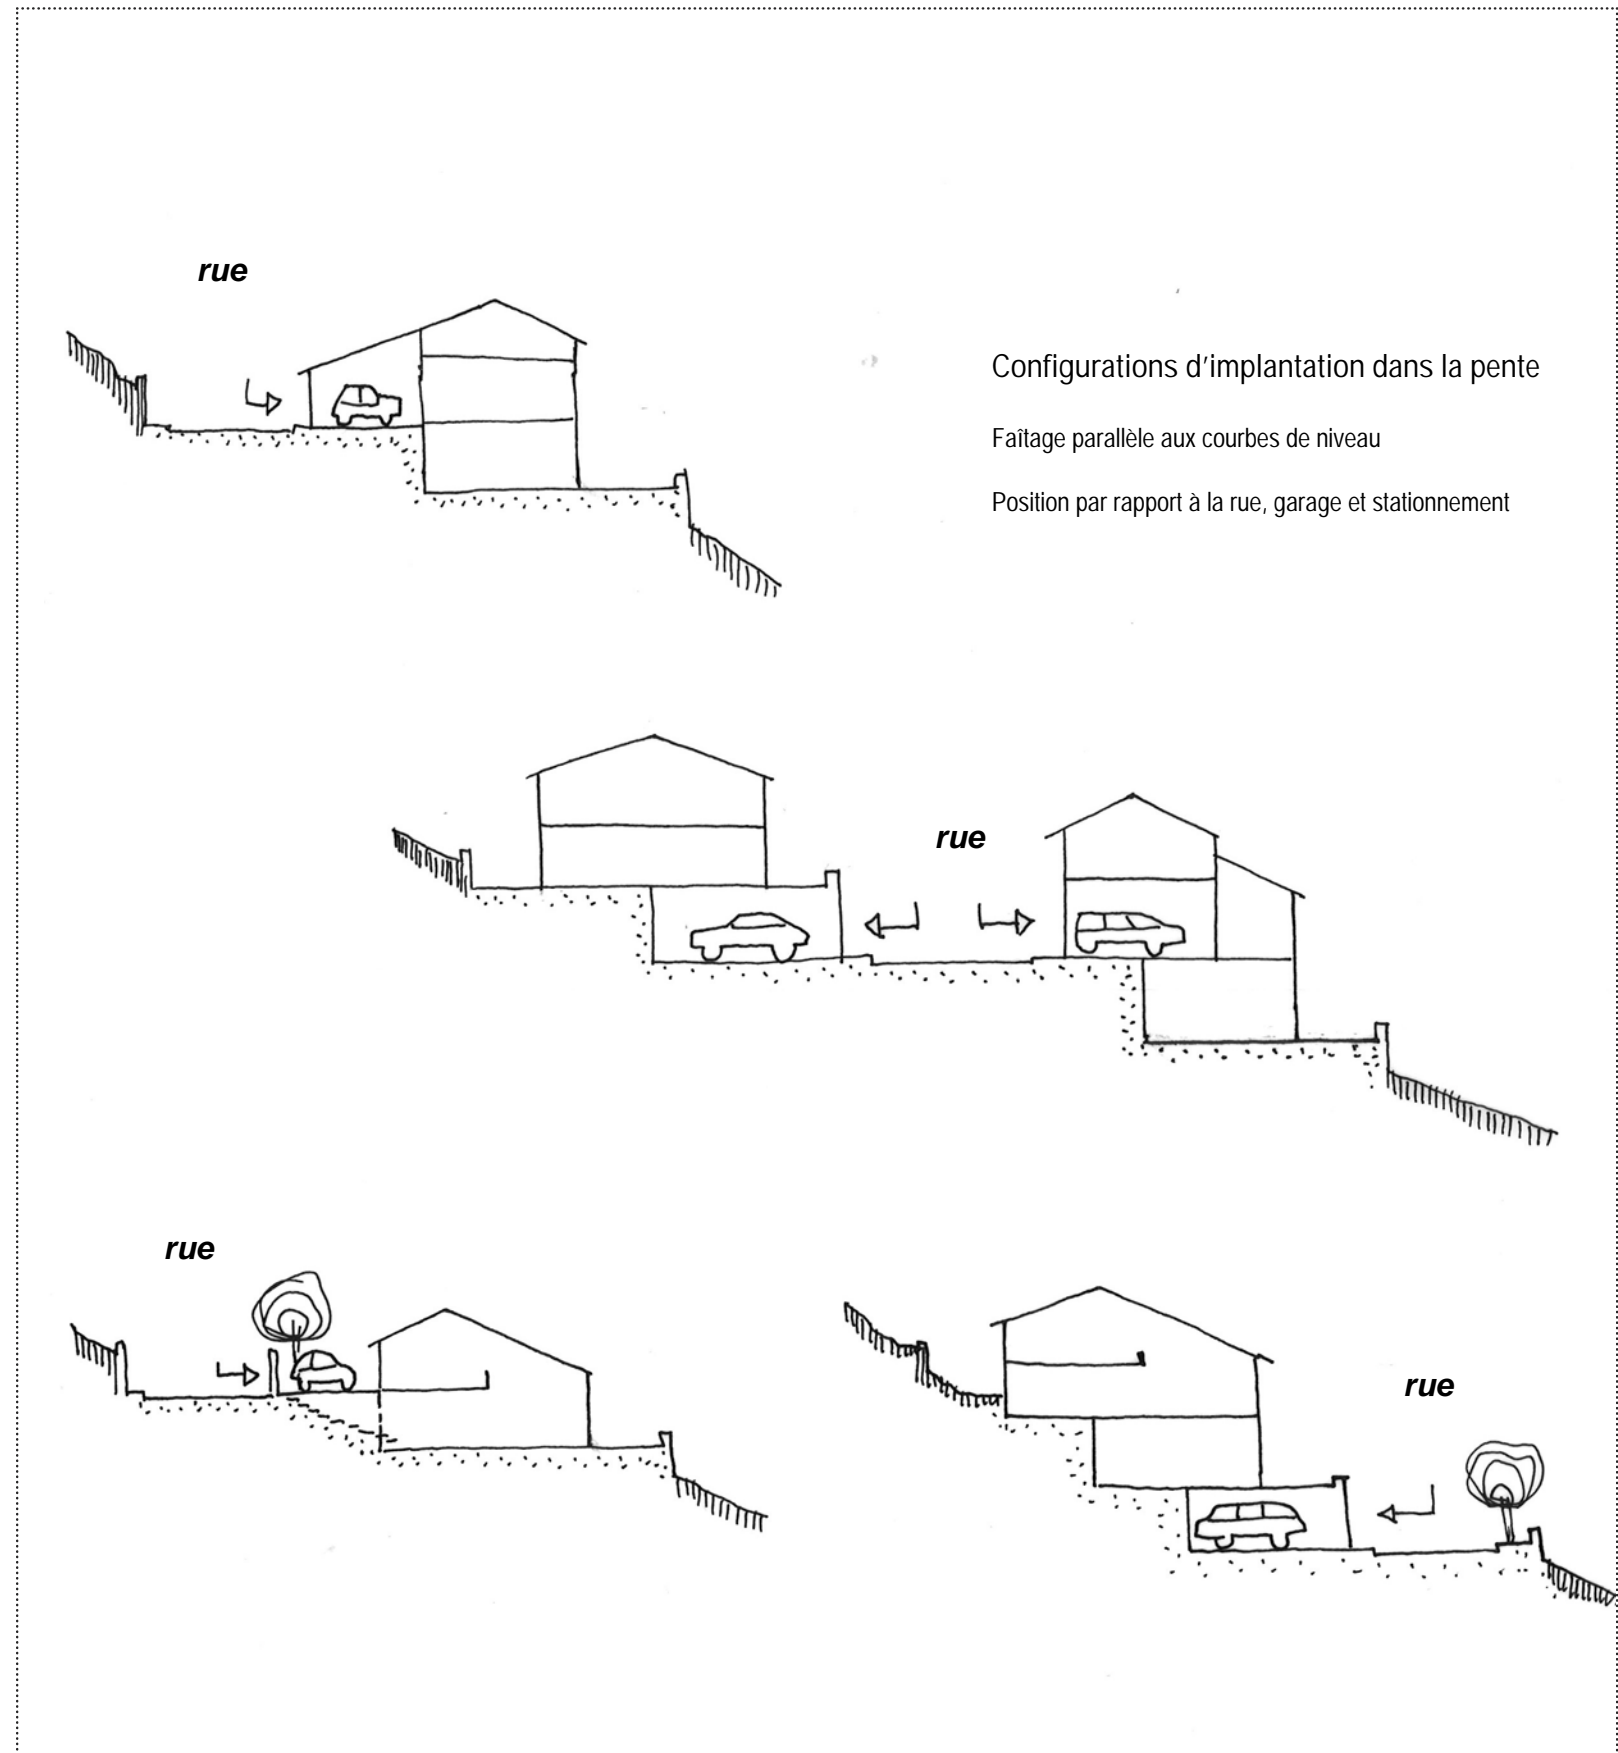 rue
Configurations d'implantation dans la pente
Faîtage parallèle aux courbes de niveau
Position par rapport à la rue, garage et stationnement
rue
rue
rue